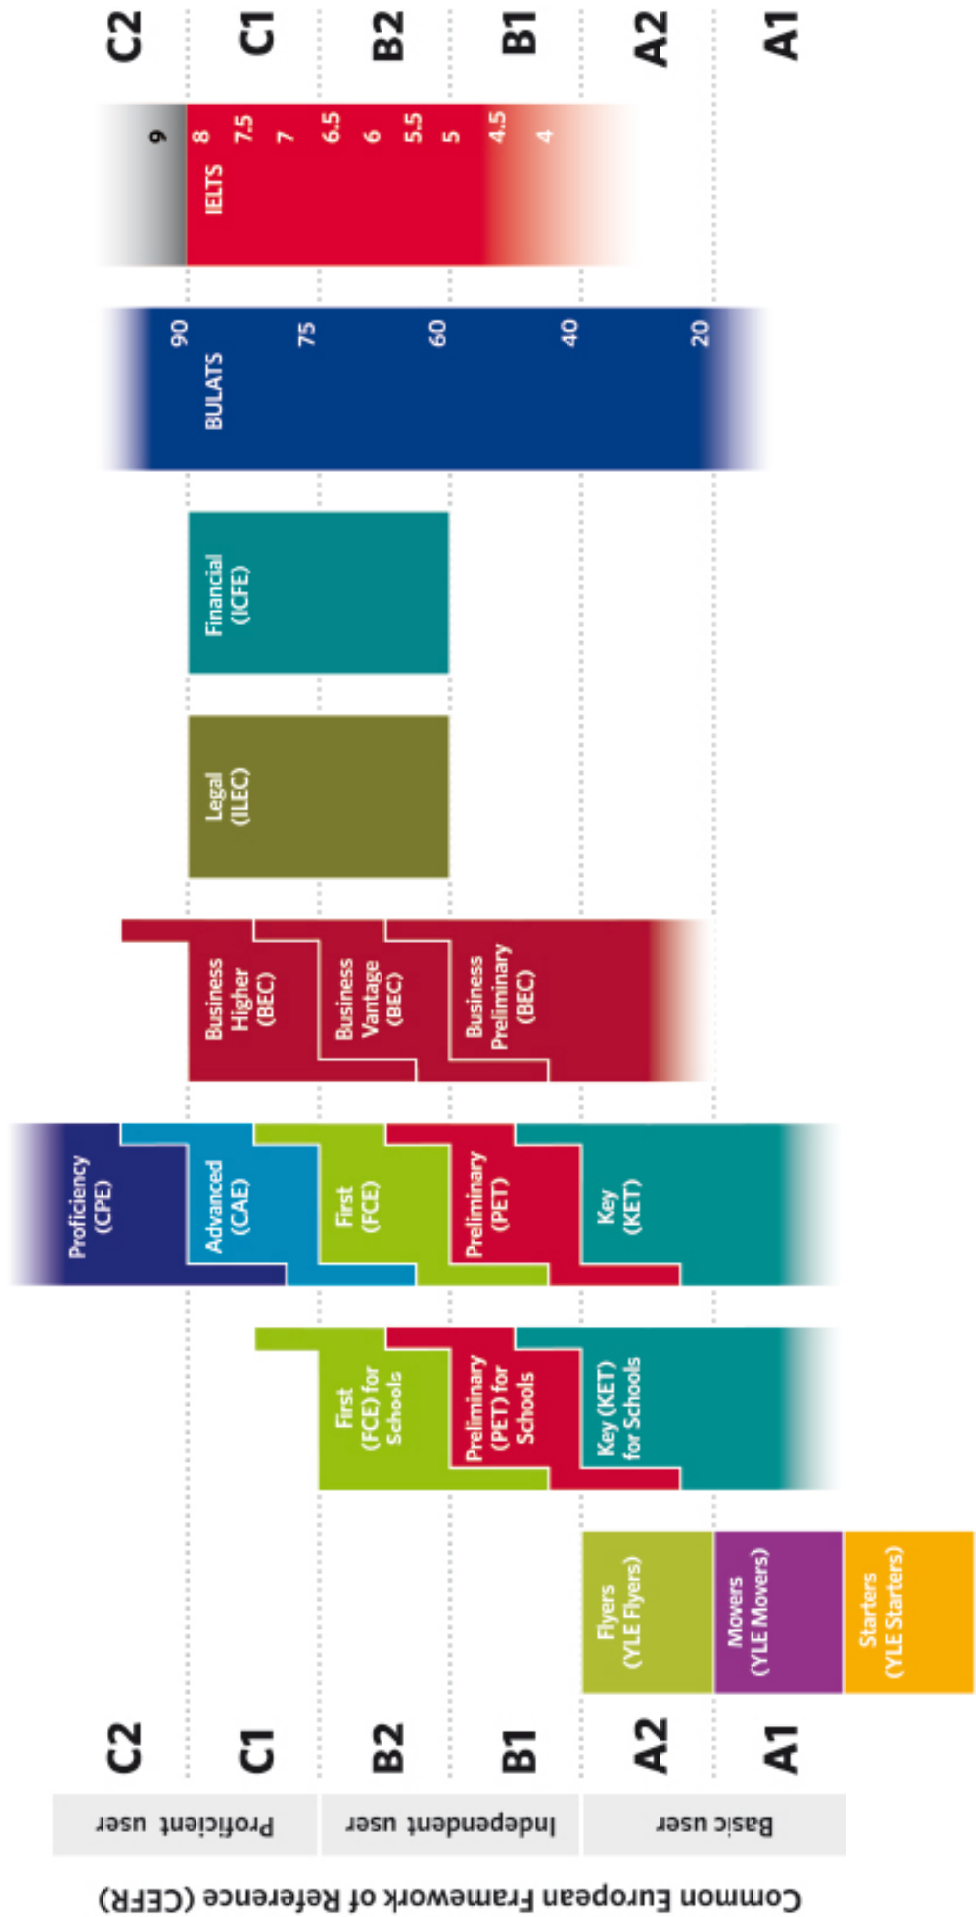 Common European Framework of Reference (CEFR)
Proficient user
Independent user
Basic user
C2
C1
B2
B1
A2
A1
Flyers
(YLE Flyers)
Movers
(YLE Movers)
Starters
(YLE Starters)
First
(FCE) for
Schools
Preliminary
(PET) for
Schools
Key (KET)
for Schools
Proficiency
(CPE)
Advanced
(CAE)
First
(FCE)
Preliminary
(PET)
Key
(KET)
Business
Higher
(BEC)
Business
Vantage
(BEC)
Business
Preliminary
(BEC)
Legal
(ILEC)
Financial
(ICFE)
BULATS
90
75
60
40
20
IELTS
9
8
7.5
7
6.5
6
5.5
5
4.5
4
C2
C1
B2
B1
A2
A1